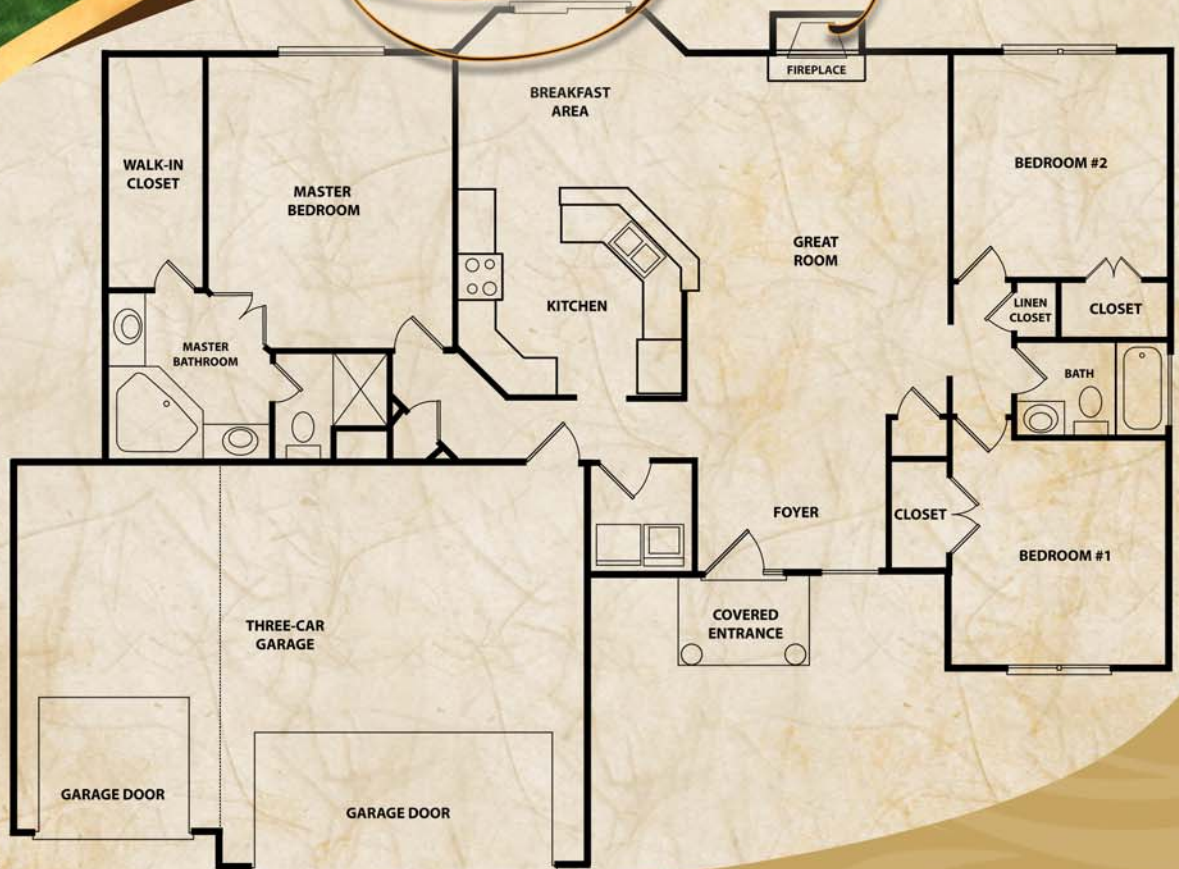 FIREPLACE
BREAKFAST
AREA
WALK-IN
CLOSET
MASTER
BEDROOM
BEDROOM #2
GREAT
ROOM
KITCHEN
LINEN
CLOSET
CLOSET
MASTER
BATHROOM
BATH
CLOSET
FOYER
BEDROOM #1
COVERED
ENTRANCE
THREE-CAR
GARAGE
GARAGE DOOR
GARAGE DOOR